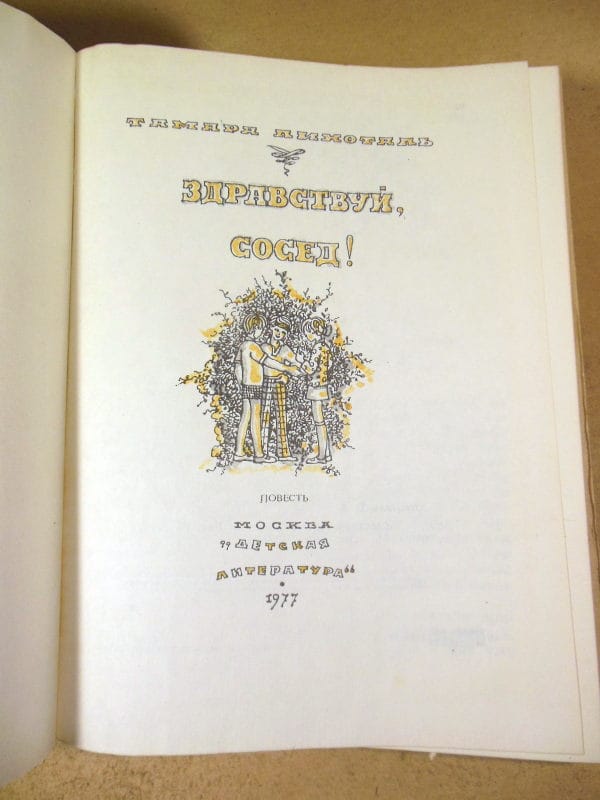 ТАМАРА ЛИХОТАЛЬ
ЗДРАВСТВУЙ,
СОСЕД!
ПОВЕСТЬ
МОСКВА
„ДЕТСКАЯ
ЛИТЕРАТУРА“
1977